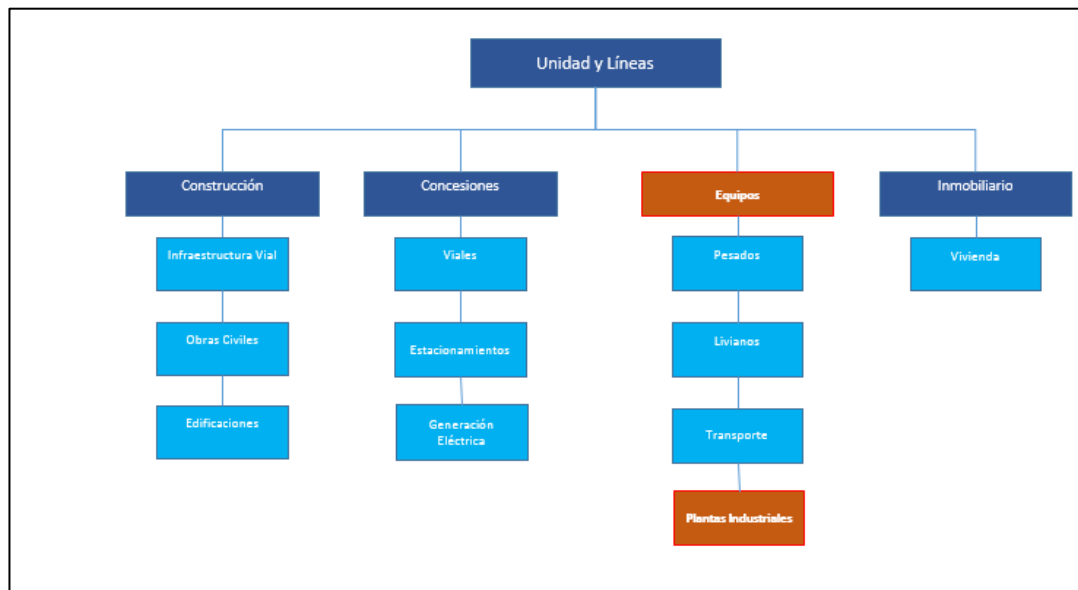 Unidad y Líneas
Construcción
Concesiones
Equipos
Inmobiliario
Infraestructura Vial
Viales
Pesados
Vivienda
Obras Civiles
Estacionamientos
Livianos
Edificaciones
Generación
Eléctrica
Transporte
Plantas Industriales